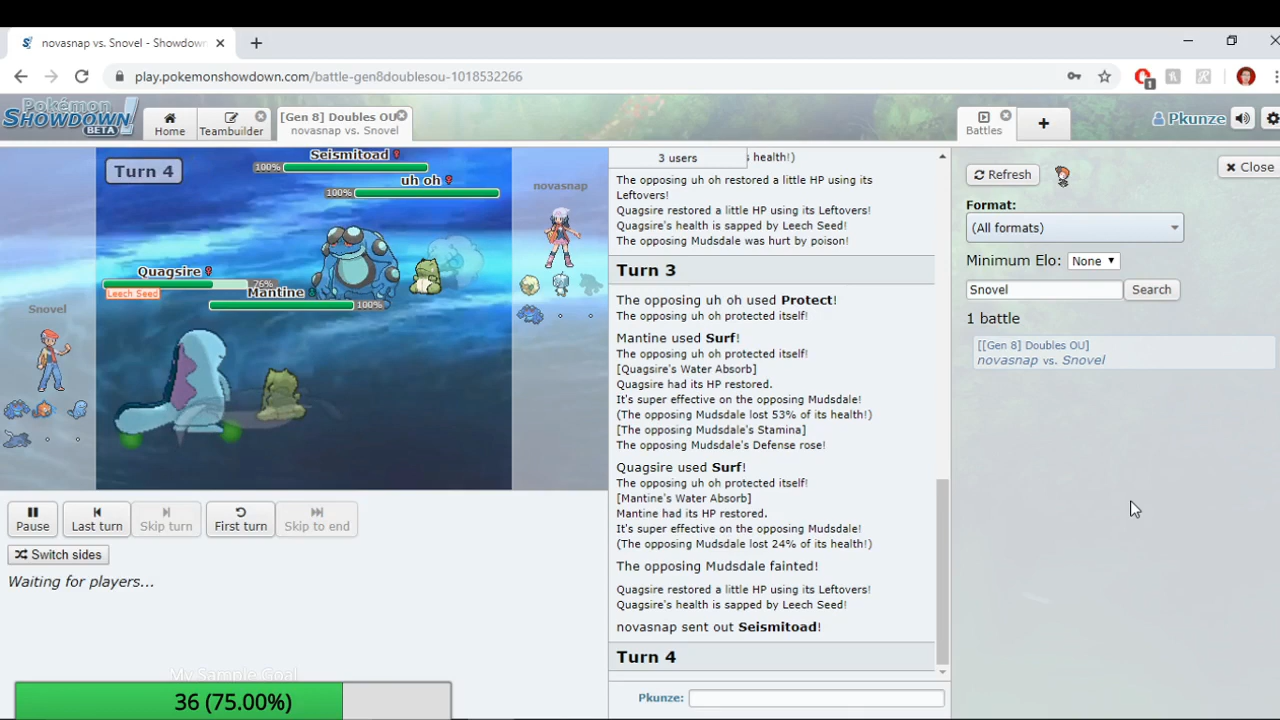 novasnap vs. Snovel - Showdown
play.pokemonshowdown.com/battle-gen8doublesou-1018532266
1
Pokémon
SHOWDOWN
BETA
Home
Teambuilder
[Gen 8] Doubles OU
novasnap vs. Snovel
Battles
Pkunze
Turn 4
Seismitoad
100%
uh oh
100%
novasnap
Quagsire
76%
Leech Seed
Mantine
100%
Snovel
Pause
Last turn
Skip turn
First turn
Skip to end
Switch sides
Waiting for players...
My Sample Goal
36 (75.00%)
3 users
s health!)
The opposing uh oh restored a little HP using its
Leftovers!
Quagsire restored a little HP using its Leftovers!
Quagsire's health is sapped by Leech Seed!
The opposing Mudsdale was hurt by poison!
Turn 3
The opposing uh oh used Protect!
The opposing uh oh protected itself!
Mantine used Surf!
The opposing uh oh protected itself!
[Quagsire's Water Absorb]
Quagsire had its HP restored.
It's super effective on the opposing Mudsdale!
(The opposing Mudsdale lost 53% of its health!)
[The opposing Mudsdale's Stamina]
The opposing Mudsdale's Defense rose!
Quagsire used Surf!
The opposing uh oh protected itself!
[Mantine's Water Absorb]
Mantine had its HP restored.
It's super effective on the opposing Mudsdale!
(The opposing Mudsdale lost 24% of its health!)
The opposing Mudsdale fainted!
Quagsire restored a little HP using its Leftovers!
Quagsire's health is sapped by Leech Seed!
novasnap sent out Seismitoad!
Turn 4
Pkunze:
Refresh
Close
Format:
(All formats)
Minimum Elo: None
Snovel
Search
1 battle
[[Gen 8] Doubles OU]
novasnap vs. Snovel